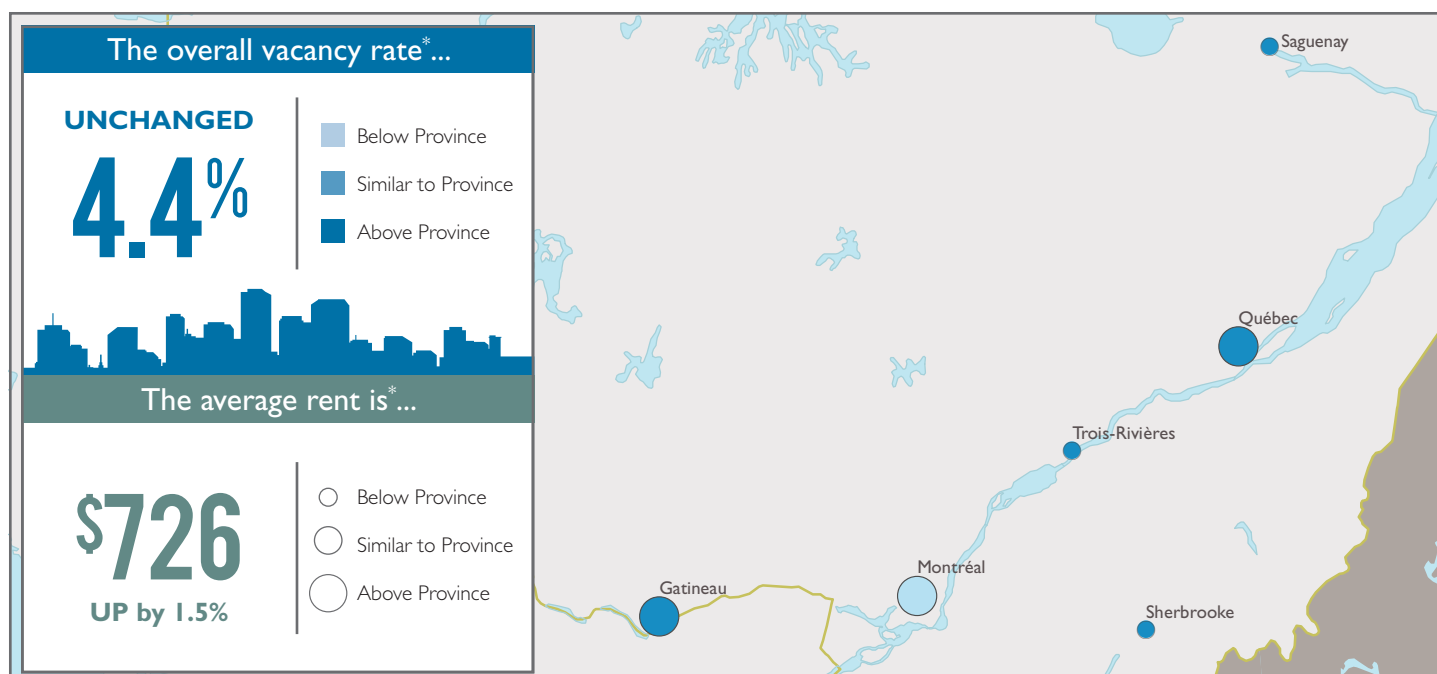 The overall vacancy rate*...
UNCHANGED
4.4%
Below Province
Similar to Province
Above Province
The average rent is*...
$726
UP by 1.5%
Below Province
Similar to Province
Above Province
Saguenay
Québec
Trois-Rivières
Montréal
Gatineau
Sherbrooke